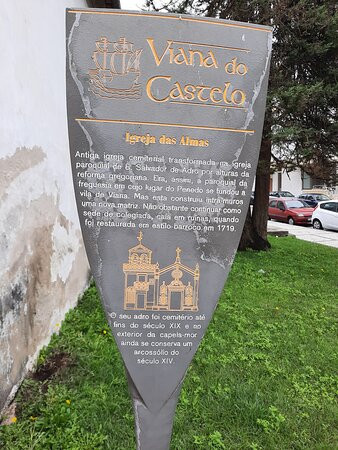 Viana do
Castelo
Igreja das Almas
Antiga igreja cemiterial transformada na igreja
paroquial de S. Salvador de Adro por alturas da
reforma gregoriana. Era, assim, a paroquial da
freguesia em cujo lugar do Penedo se fundou a
vila de Viana. Mas esta construiu intra muros
uma nova matriz. Não obstante continuar como
sede de colegiada, caía em ruínas, quando
foi restaurada em estilo barroco em 1719.
O seu adro foi cemitério até
fins do século XIX e no
exterior da capela-mor
ainda se conserva um
arcossólio do
século XIV.